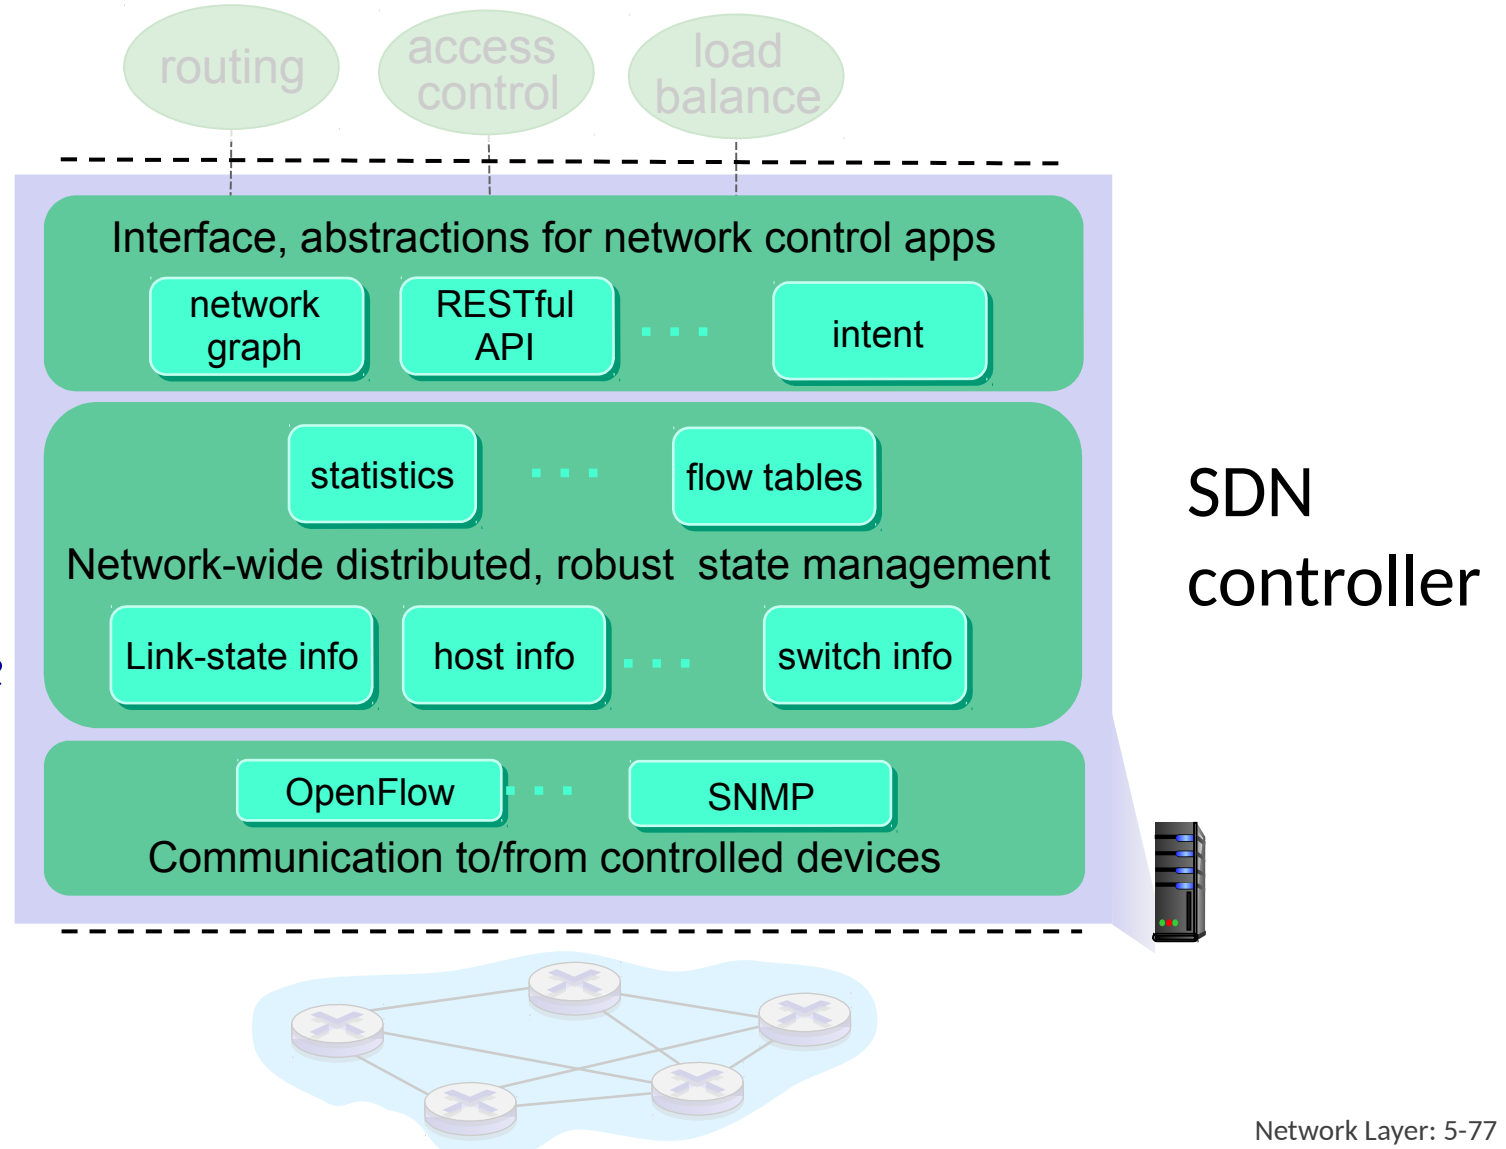 routing
access
control
load
balance
Interface, abstractions for network control apps
network
graph
RESTful
API
. . .
intent
statistics
. . .
flow tables
Network-wide distributed, robust  state management
Link-state info
host info
. . .
switch info
OpenFlow
. . .
SNMP
Communication to/from controlled devices
SDN
controller
Network Layer: 5-77